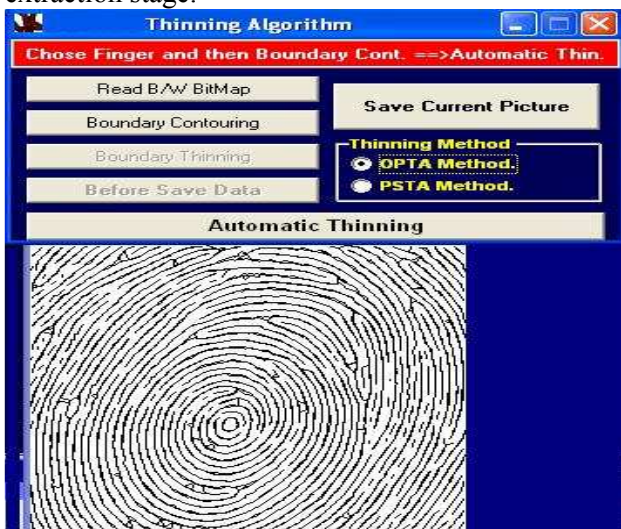 extraction stage.
Thinning Algorithm
Chose Finger and then Boundary Cont. ==>Automatic Thin.
Read B/W BitMap
Boundary Contouring
Boundary Thinning
Before Save Data
Save Current Picture
Thinning Method
OPTA Method.
PSTA Method.
Automatic Thinning